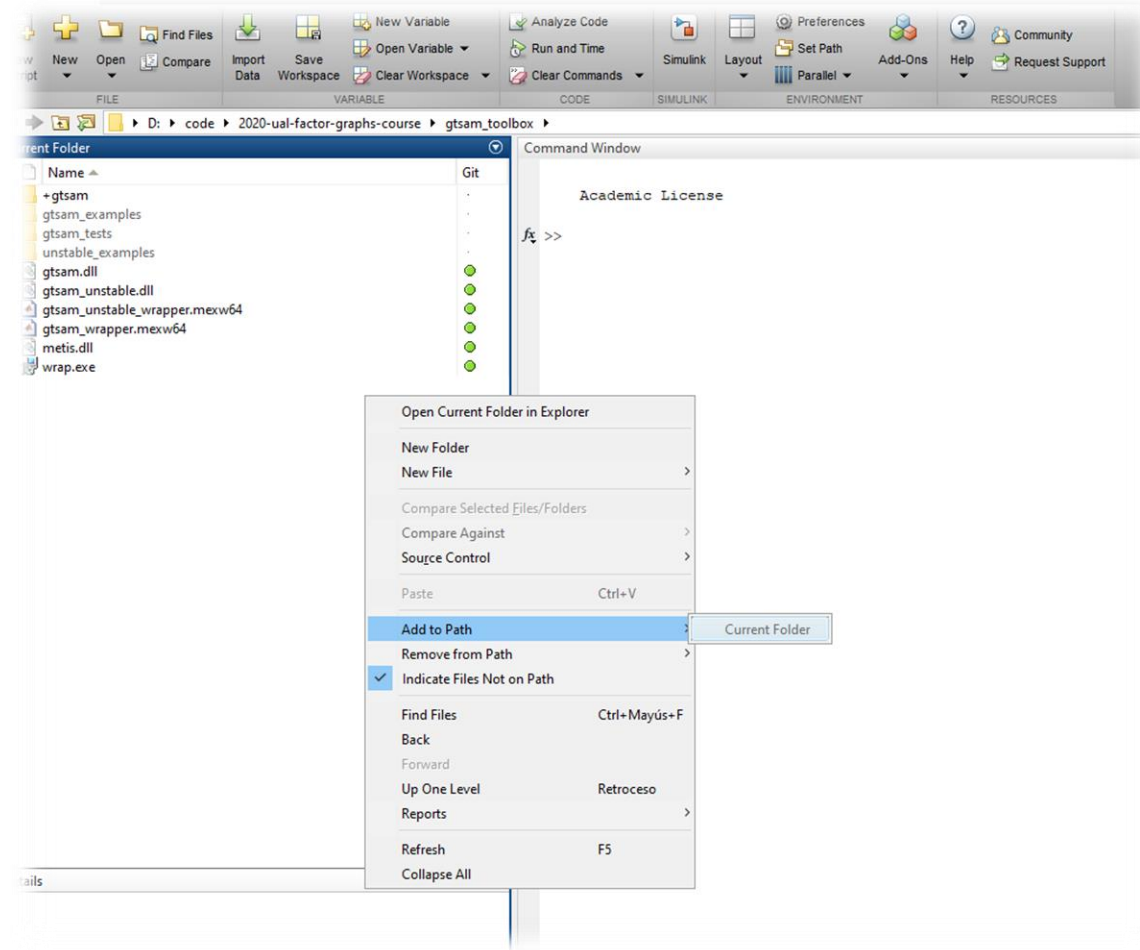 New
Open
Find Files
Compare
Import Data
Save Workspace
New Variable
Open Variable
Clear Workspace
Analyze Code
Run and Time
Clear Commands
Simulink
Layout
Preferences
Set Path
Parallel
Add-Ons
Help
Community
Request Support
FILE
VARIABLE
CODE
SIMULINK
ENVIRONMENT
RESOURCES
D: code 2020-ual-factor-graphs-course gtsam_toolbox
rent Folder
Name
Git
+gtsam
gtsam_examples
gtsam_tests
unstable_examples
gtsam.dll
gtsam_unstable.dll
gtsam_unstable_wrapper.mexw64
gtsam_wrapper.mexw64
metis.dll
wrap.exe
ails
Command Window
Academic License
fx >>
Open Current Folder in Explorer
New Folder
New File
Compare Selected Files/Folders
Compare Against
Source Control
Paste Ctrl+V
Add to Path
Current Folder
Remove from Path
Indicate Files Not on Path
Find Files Ctrl+Mayús+F
Back
Forward
Up One Level Retroceso
Reports
Refresh F5
Collapse All